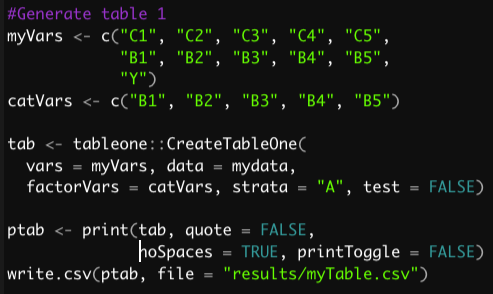 #Generate table 1
myVars <- c("C1", "C2", "C3", "C4", "C5",
"B1", "B2", "B3", "B4", "B5",
"Y")
catVars <- c("B1", "B2", "B3", "B4", "B5")
tab <- tableone::CreateTableOne(
vars = myVars, data = mydata,
factorVars = catVars, strata = "A", test = FALSE)
ptab <- print(tab, quote = FALSE,
noSpaces = TRUE, printToggle = FALSE)
write.csv(ptab, file = "results/myTable.csv")